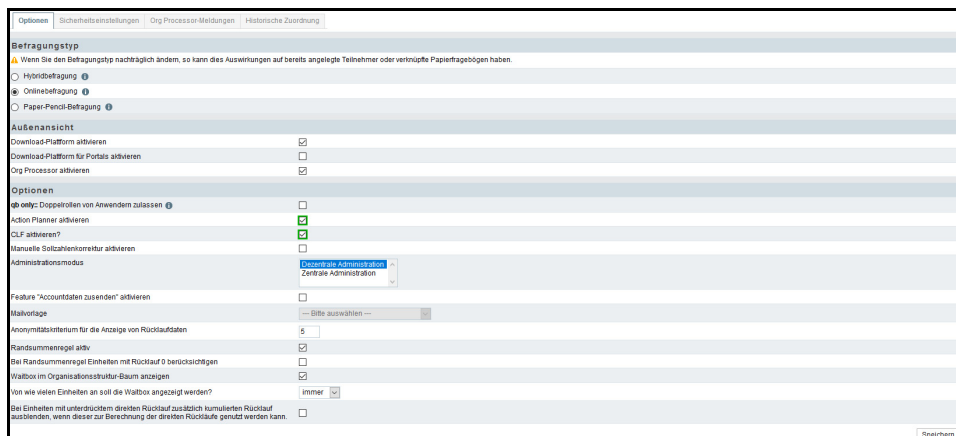 Optionen Sicherheitseinstellungen Org Processor-Meldungen Historische Zuordnung
Befragungstyp
Wenn Sie den Befragungstyp nachträglich ändern, so kann dies Auswirkungen auf bereits angelegte Teilnehmer oder verknüpfte Papierfragebögen haben.
Hybridbefragung
Onlinebefragung
Paper-Pencil-Befragung
Außenansicht
Download-Plattform aktivieren
Download-Plattform für Portals aktivieren
Org Processor aktivieren
Optionen
qb only:: Doppelrollen von Anwendern zulassen
Action Planner aktivieren
CLF aktivieren?
Manuelle Sollzahlenkorrektur aktivieren
Administrationsmodus
Dezentrale Administration
Zentrale Administration
Feature "Accountdaten zusenden" aktivieren
Mailvorlage --- Bitte auswählen ---
Anonymitätskriterium für die Anzeige von Rücklaufdaten 5
Randsummenregel aktiv
Bei Randsummenregel Einheiten mit Rücklauf 0 berücksichtigen
Waitbox im Organisationsstruktur-Baum anzeigen
Von wie vielen Einheiten an soll die Waitbox angezeigt werden? immer
Bei Einheiten mit unterdrücktem direkten Rücklauf zusätzlich kumulierten Rücklauf
ausblenden, wenn dieser zur Berechnung der direkten Rückläufe genutzt werden kann.
Speichern